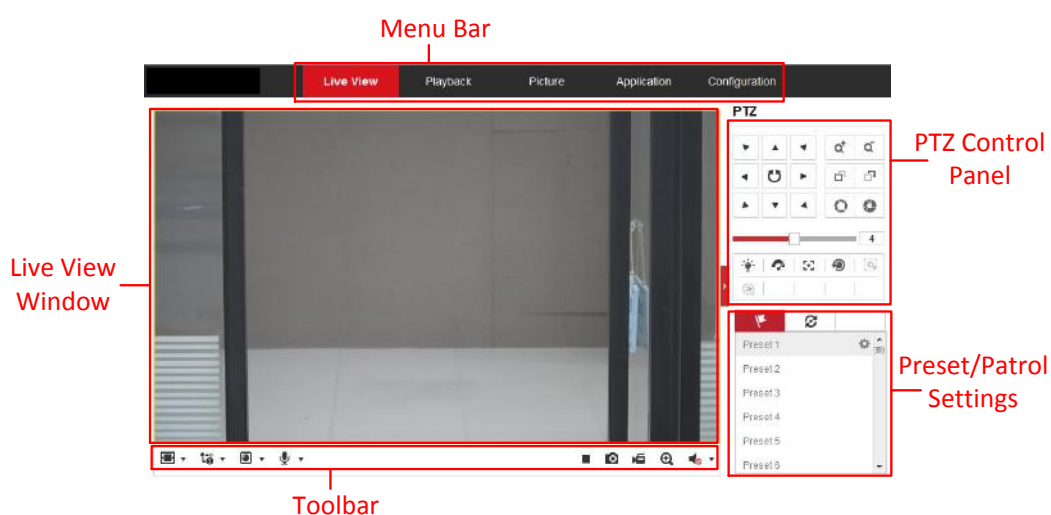 Menu Bar
Live View
Playback
Picture
Application
Configuration
PTZ
PTZ Control
Panel
4
Live View
Window
Preset 1
Preset 2
Preset 3
Preset 4
Preset 5
Preset 6
Preset/Patrol
Settings
Toolbar